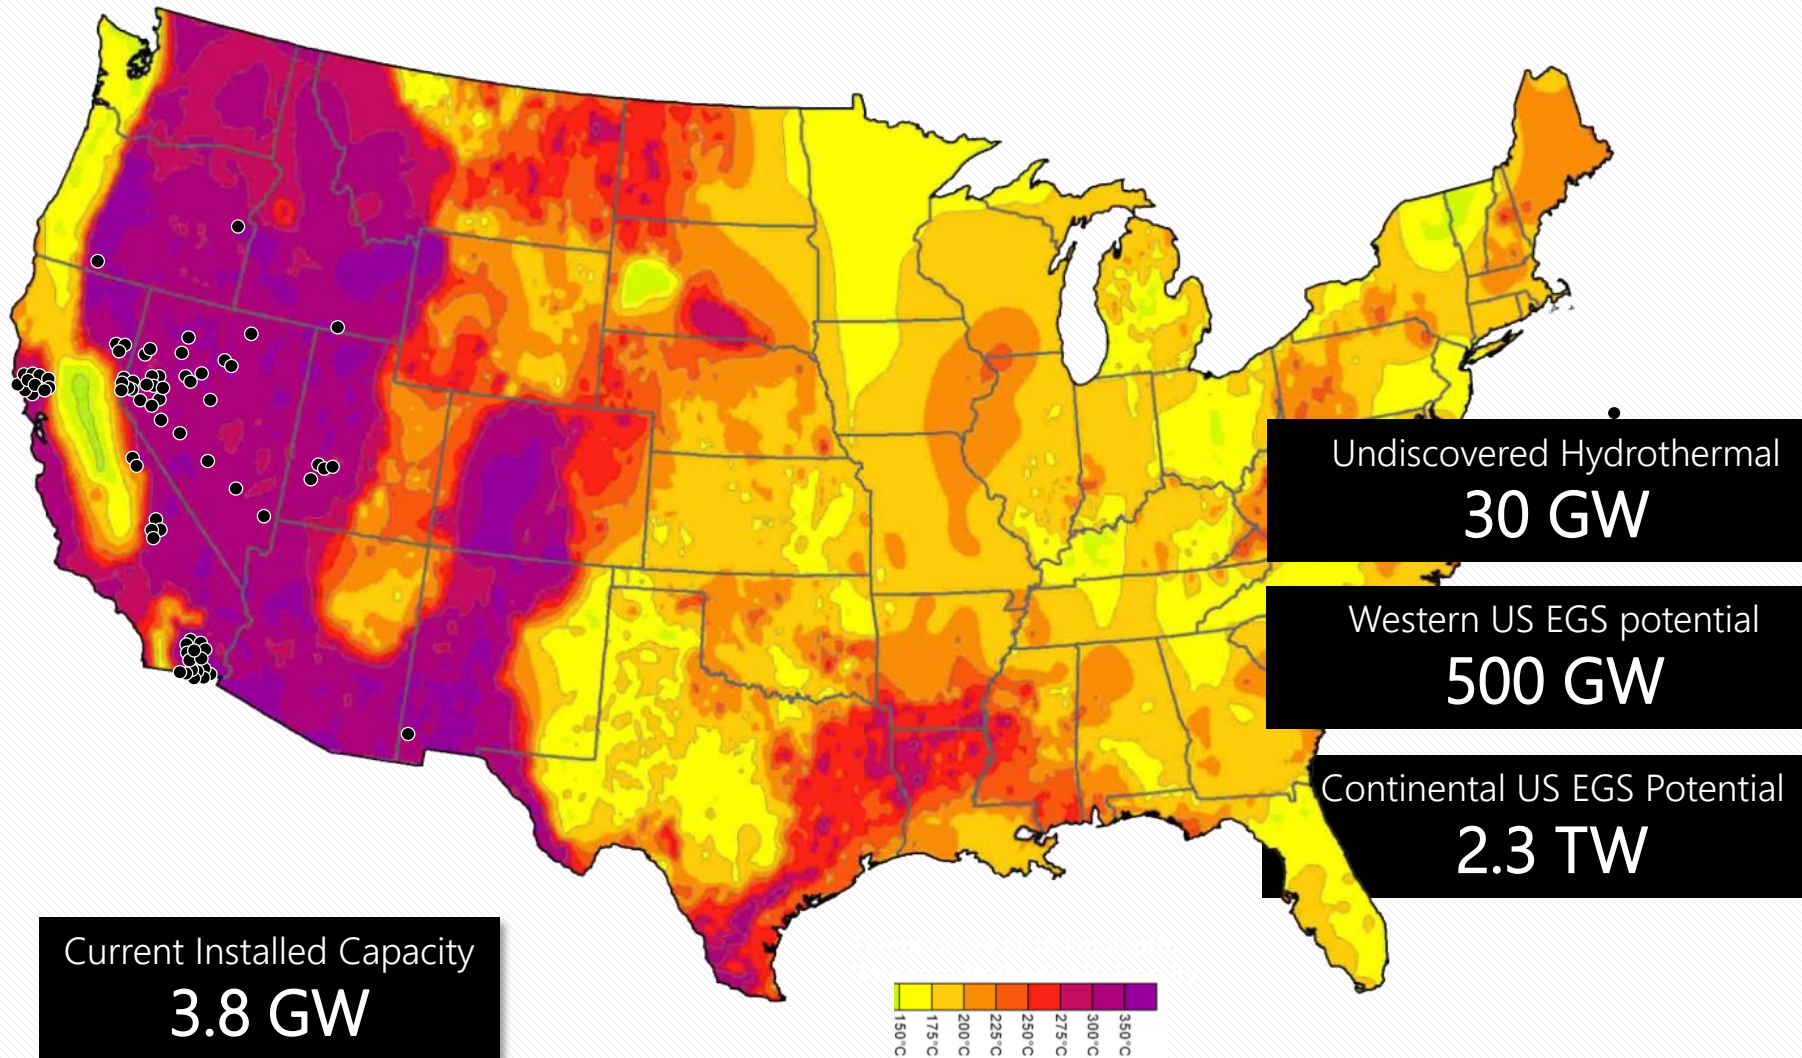 Undiscovered Hydrothermal
30 GW
Western US EGS potential
500 GW
Continental US EGS Potential
2.3 TW
Current Installed Capacity
3.8 GW
150°C
175°C
200°C
225°C
250°C
275°C
300°C
350°C